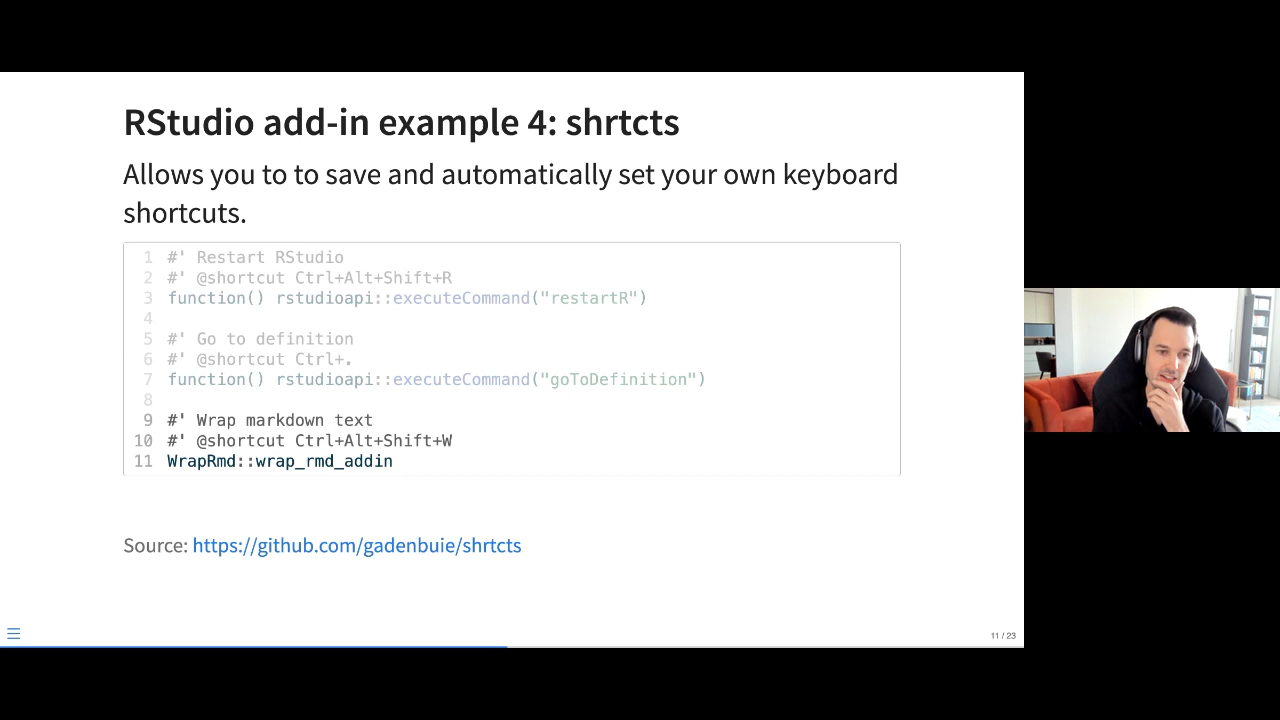 RStudio add-in example 4: shrtcts
Allows you to to save and automatically set your own keyboard
shortcuts.
1 #' Restart RStudio
2 #' @shortcut Ctrl+Alt+Shift+R
3 function() rstudioapi::executeCommand("restartR")
4
5 #' Go to definition
6 #' @shortcut Ctrl+.
7 function() rstudioapi::executeCommand("goToDefinition")
8
9 #' Wrap markdown text
10 #' @shortcut Ctrl+Alt+Shift+W
11 WrapRmd::wrap_rmd_addin
Source: https://github.com/gadenbuie/shrtcts
11 / 23